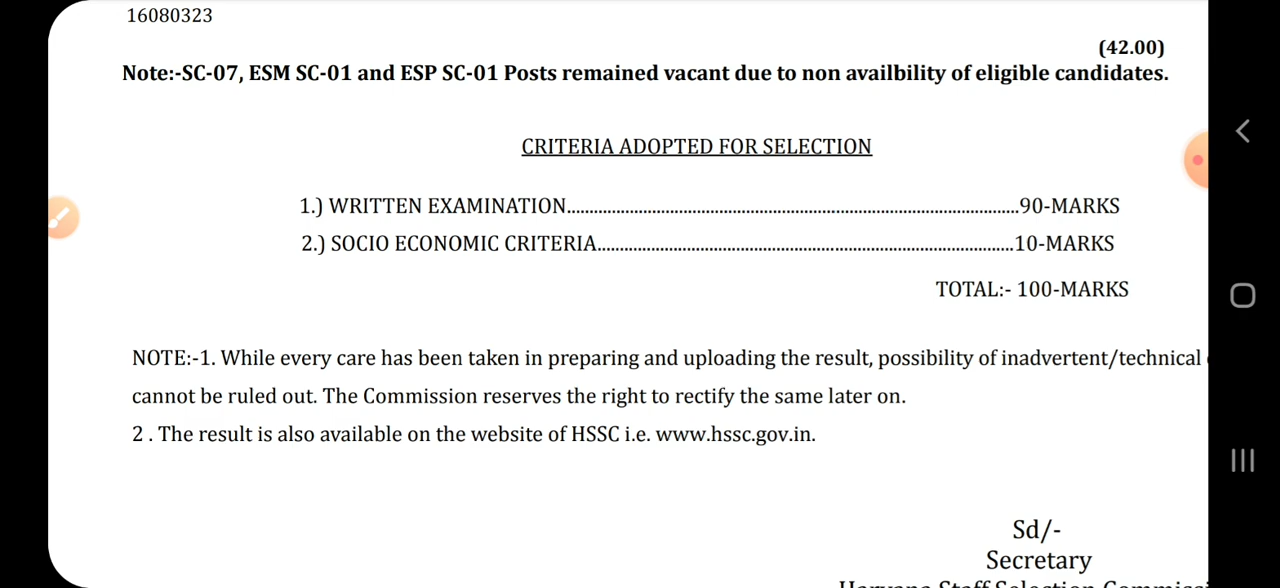 16080323
(42.00)
Note:-SC-07, ESM SC-01 and ESP SC-01 Posts remained vacant due to non availbility of eligible candidates.
CRITERIA ADOPTED FOR SELECTION
1.) WRITTEN EXAMINATION....................................................................................................90-MARKS
2.) SOCIO ECONOMIC CRITERIA............................................................................................10-MARKS
TOTAL:- 100-MARKS
NOTE:-1. While every care has been taken in preparing and uploading the result, possibility of inadvertent/technical
cannot be ruled out. The Commission reserves the right to rectify the same later on.
2 . The result is also available on the website of HSSC i.e. www.hssc.gov.in.
Sd/-
Secretary
Haryana Staff Selection